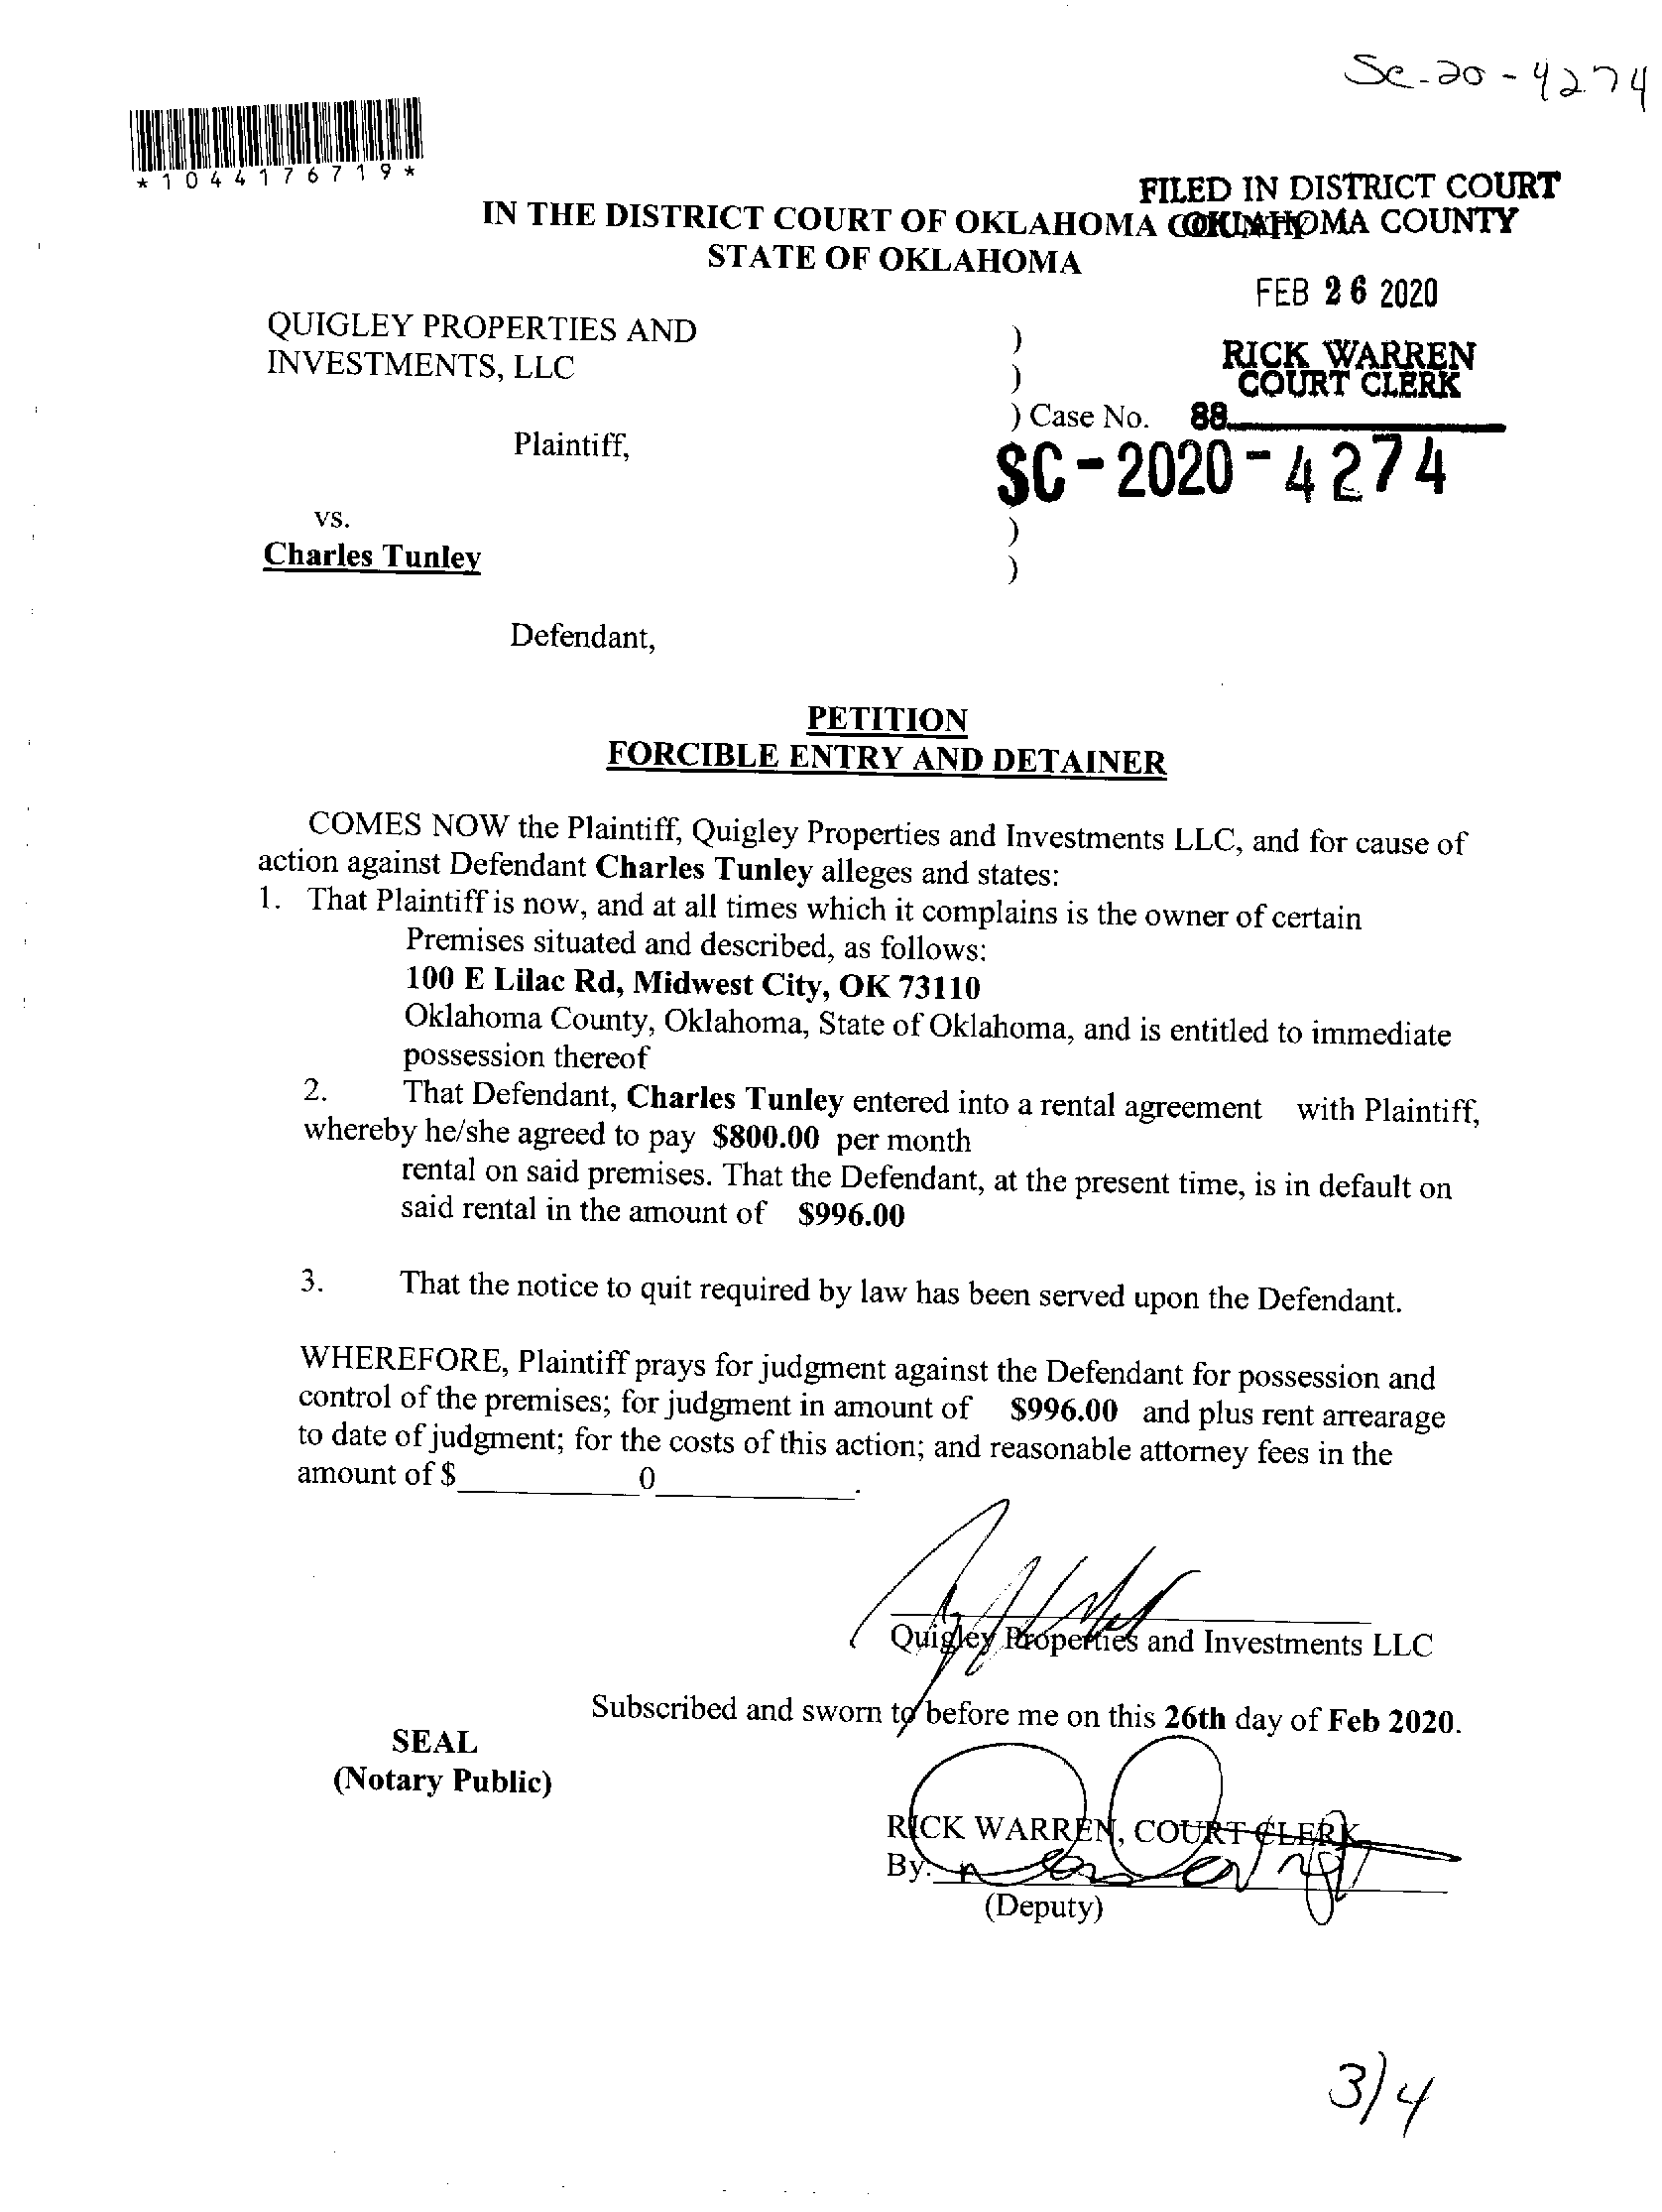 Sc-20-4274
*1044176719*
FILED IN DISTRICT COURT
IN THE DISTRICT COURT OF OKLAHOMA COUNTY
OKLAHOMA COUNTY
STATE OF OKLAHOMA
FEB 26 2020
QUIGLEY PROPERTIES AND
INVESTMENTS, LLC
)
)
RICK WARREN
COURT CLERK
) Case No.
88
Plaintiff,
SC-2020-4274
vs.
)
Charles Tunley
)
Defendant,
PETITION
FORCIBLE ENTRY AND DETAINER
COMES NOW the Plaintiff, Quigley Properties and Investments LLC, and for cause of
action against Defendant Charles Tunley alleges and states:
1. That Plaintiff is now, and at all times which it complains is the owner of certain
Premises situated and described, as follows:
100 E Lilac Rd, Midwest City, OK 73110
Oklahoma County, Oklahoma, State of Oklahoma, and is entitled to immediate
possession thereof
2. That Defendant, Charles Tunley entered into a rental agreement with Plaintiff,
whereby he/she agreed to pay $800.00 per month
rental on said premises. That the Defendant, at the present time, is in default on
said rental in the amount of $996.00
3. That the notice to quit required by law has been served upon the Defendant.
WHEREFORE, Plaintiff prays for judgment against the Defendant for possession and
control of the premises; for judgment in amount of $996.00 and plus rent arrearage
to date of judgment; for the costs of this action; and reasonable attorney fees in the
amount of $ 0 .
Quigley Properties and Investments LLC
Subscribed and sworn to before me on this 26th day of Feb 2020.
SEAL
(Notary Public)
RICK WARREN, COURT CLERK
By:
(Deputy)
3/4